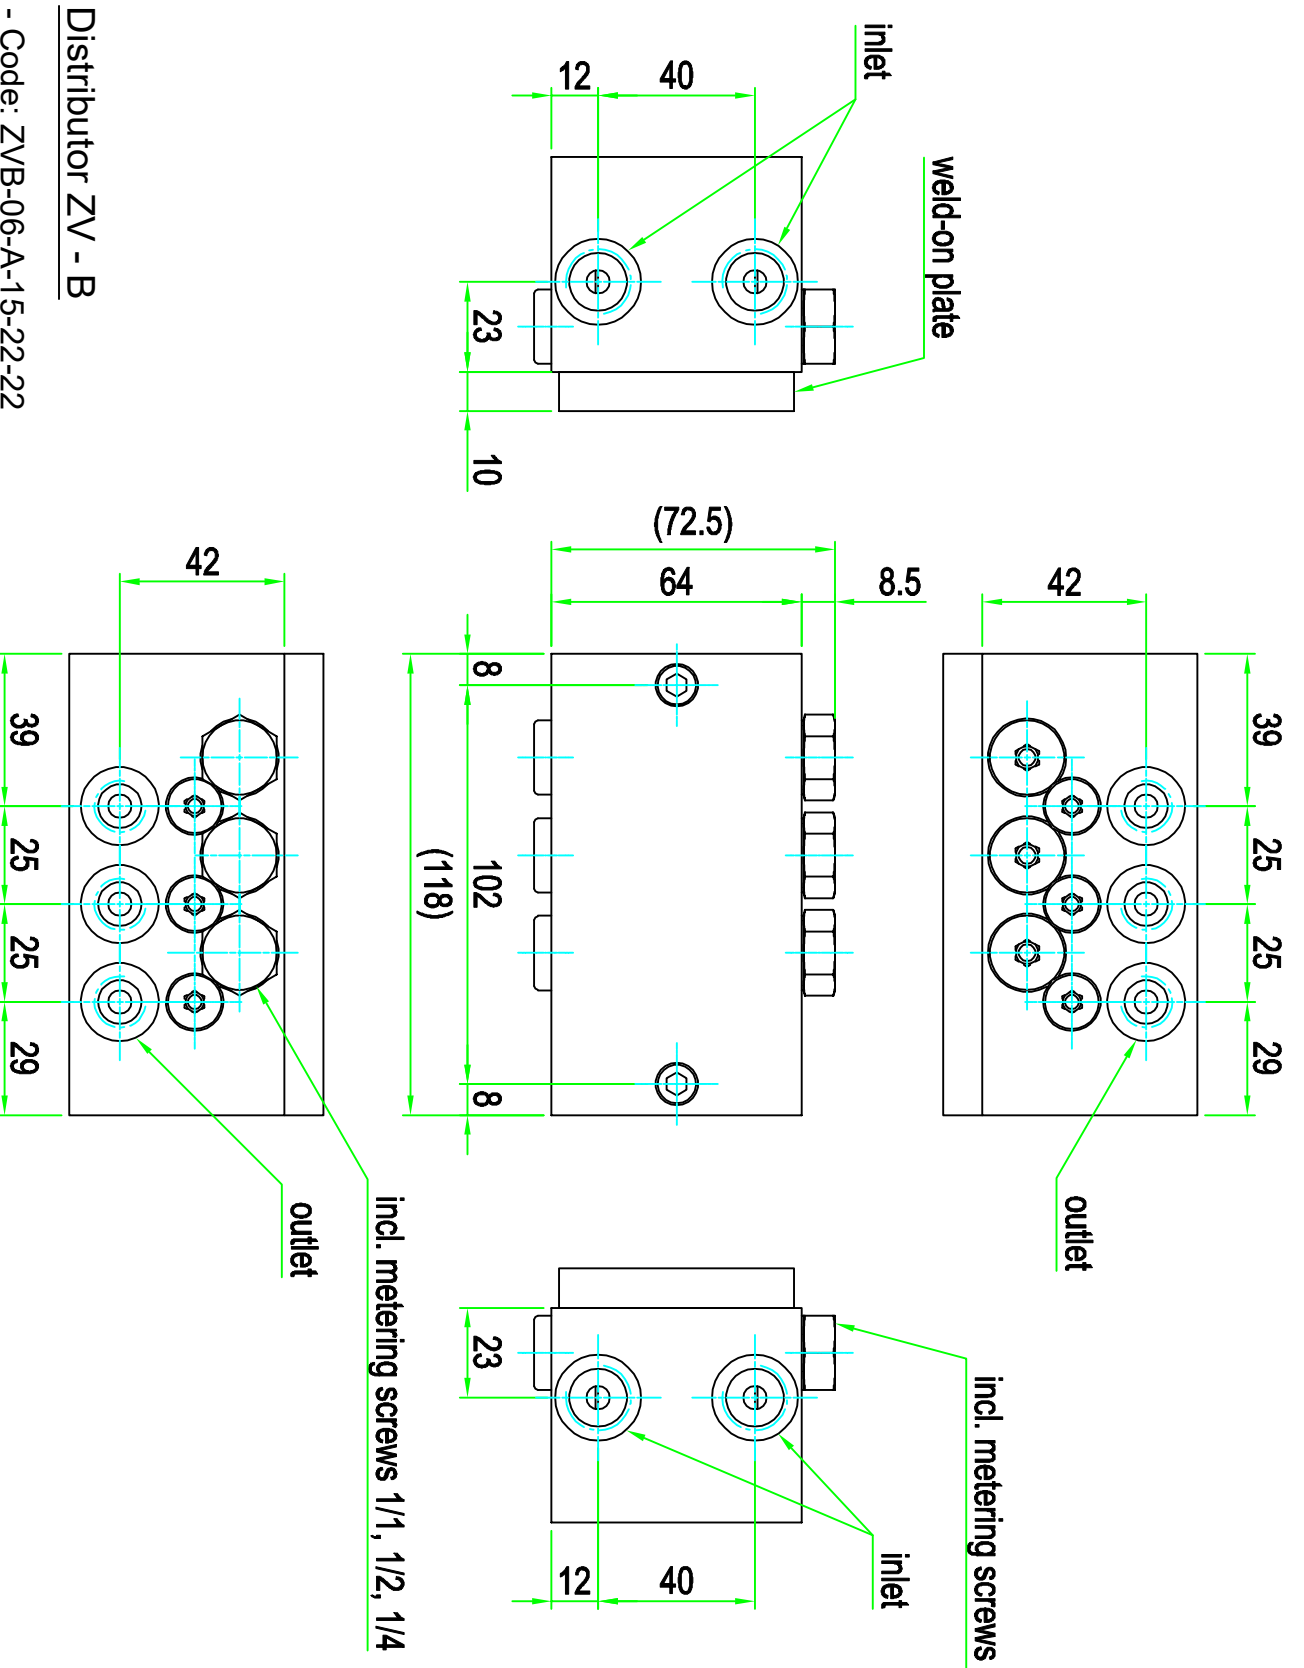 Distributor ZV - B
- Code: ZVB-06-A-15-22-22
inlet
weld-on plate
12
40
23
10
(72.5)
64
8.5
42
42
8
102
8
(118)
39
25
25
29
39
25
25
29
outlet
outlet
incl. metering screws 1/1, 1/2, 1/4
incl. metering screws
inlet
23
12
40